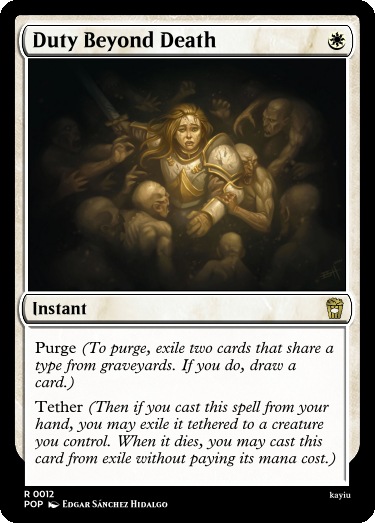 Duty Beyond Death
Instant
Purge (To purge, exile two cards that share a
type from graveyards. If you do, draw a
card.)
Tether (Then if you cast this spell from your
hand, you may exile it tethered to a creature
you control. When it dies, you may cast this
card from exile without paying its mana cost.)
R 0012
POP Edgar Sánchez Hidalgo
kayiu